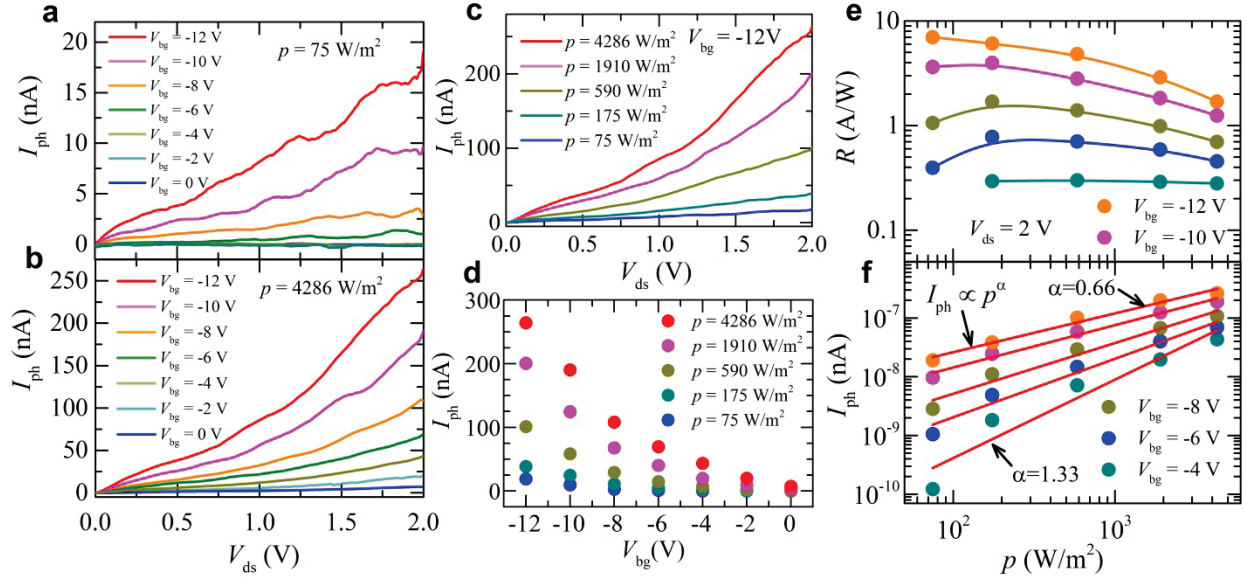 a
I_ph (nA)
20
15
10
5
0
V_bg = -12 V
V_bg = -10 V
V_bg = -8 V
V_bg = -6 V
V_bg = -4 V
V_bg = -2 V
V_bg = 0 V
p = 75 W/m²
b
I_ph (nA)
250
200
150
100
50
0
V_bg = -12 V
V_bg = -10 V
V_bg = -8 V
V_bg = -6 V
V_bg = -4 V
V_bg = -2 V
V_bg = 0 V
p = 4286 W/m²
0.0 0.5 1.0 1.5 2.0
V_ds (V)
c
I_ph (nA)
200
100
0
p = 4286 W/m²
p = 1910 W/m²
p = 590 W/m²
p = 175 W/m²
p = 75 W/m²
V_bg = -12V
0.0 0.5 1.0 1.5 2.0
V_ds (V)
d
I_ph (nA)
300
250
200
150
100
50
0
p = 4286 W/m²
p = 1910 W/m²
p = 590 W/m²
p = 175 W/m²
p = 75 W/m²
-12 -10 -8 -6 -4 -2 0
V_bg(V)
e
R (A/W)
10
1
0.1
V_ds = 2 V
V_bg = -12 V
V_bg = -10 V
f
I_ph (nA)
10⁻⁷
10⁻⁸
10⁻⁹
10⁻¹⁰
I_ph ∝ p^α
α=0.66
α=1.33
V_bg = -8 V
V_bg = -6 V
V_bg = -4 V
10² 10³
p (W/m²)